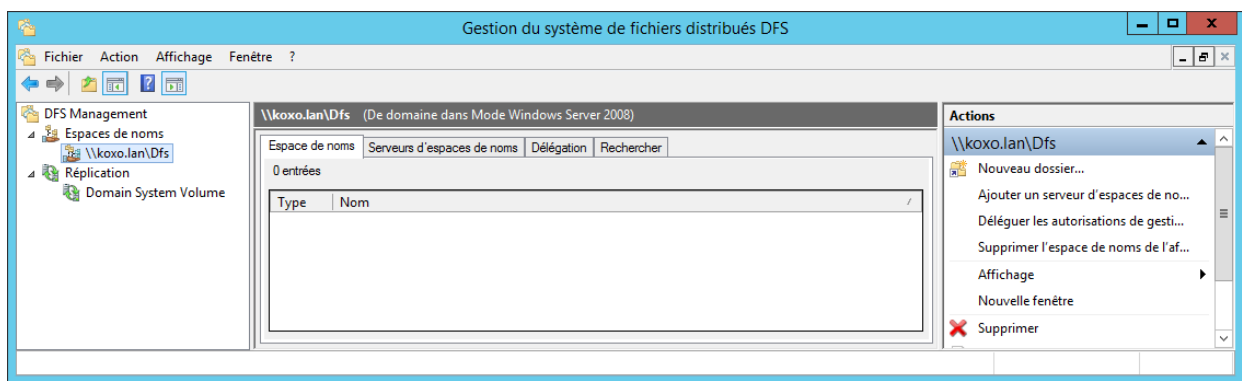 Gestion du système de fichiers distribués DFS
Fichier Action Affichage Fenêtre ?
DFS Management
Espaces de noms
\\koxo.lan\Dfs
Réplication
Domain System Volume
\\koxo.lan\Dfs (De domaine dans Mode Windows Server 2008)
Espace de noms Serveurs d'espaces de noms Délégation Rechercher
0 entrées
Type Nom
Actions
\\koxo.lan\Dfs
Nouveau dossier...
Ajouter un serveur d'espaces de no...
Déléguer les autorisations de gesti...
Supprimer l'espace de noms de l'af...
Affichage
Nouvelle fenêtre
Supprimer